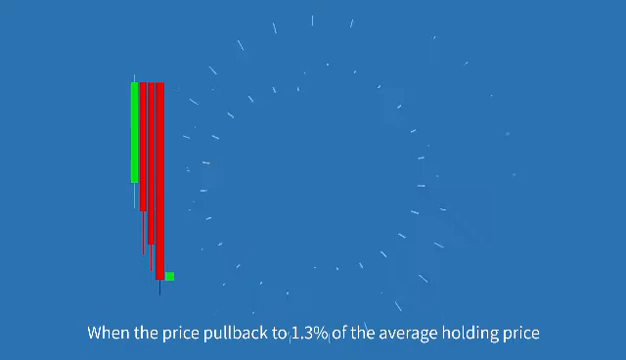 When the price pullback to 1.3% of the average holding price